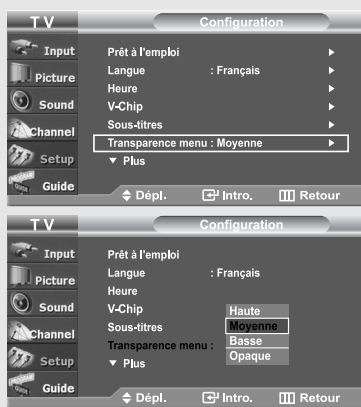 TV Configuration
Input
Picture
Sound
Channel
Setup
Guide
Prêt à l'emploi
Langue : Français
Heure
V-Chip
Sous-titres
Transparence menu : Moyenne
▼ Plus
Dépl. Intro. Retour
TV Configuration
Input
Picture
Sound
Channel
Setup
Guide
Prêt à l'emploi
Langue : Français
Heure
V-Chip
Sous-titres
Transparence menu :
Haute
Moyenne
Basse
Opaque
▼ Plus
Dépl. Intro. Retour